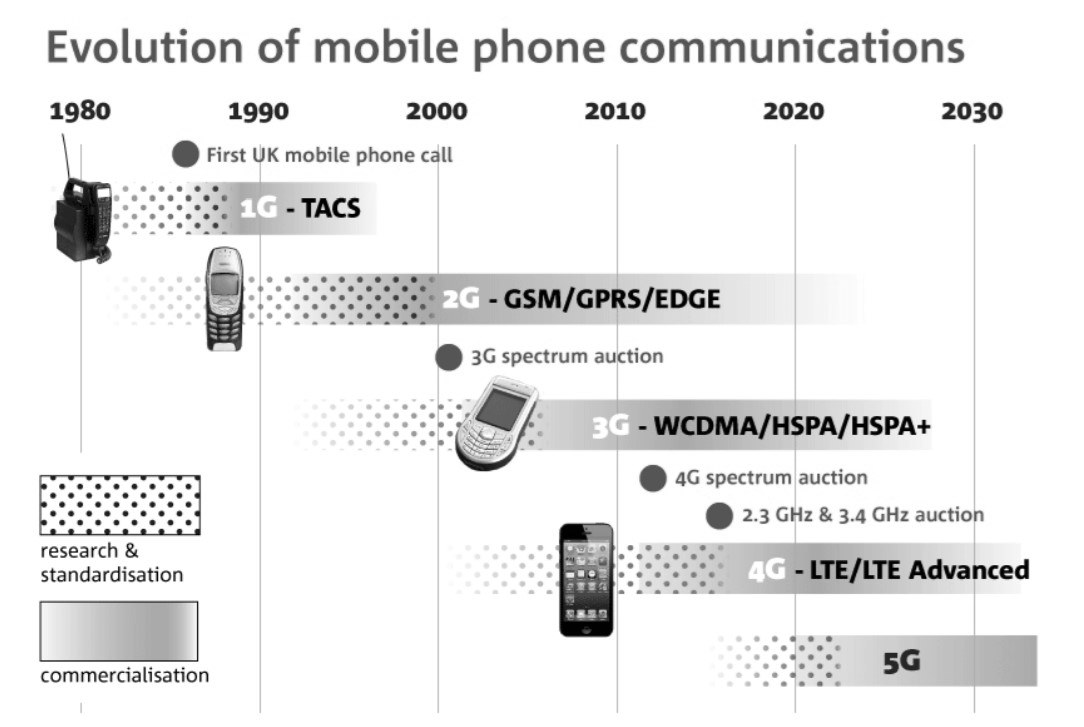 Evolution of mobile phone communications
1980 1990 2000 2010 2020 2030
First UK mobile phone call
1G - TACS
2G - GSM/GPRS/EDGE
3G spectrum auction
3G - WCDMA/HSPA/HSPA+
4G spectrum auction
2.3 GHz & 3.4 GHz auction
4G - LTE/LTE Advanced
5G
research &
standardisation
commercialisation